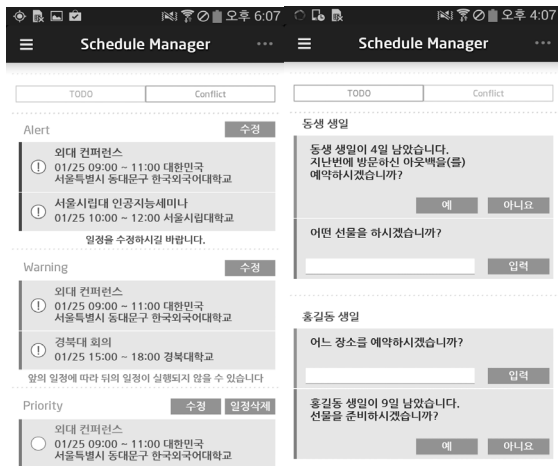 오후 6:07
Schedule Manager
TODO
Conflict
Alert
수정
외대 컨퍼런스
01/25 09:00 ~ 11:00 대한민국
서울특별시 동대문구 한국외국어대학교
서울시립대 인공지능세미나
01/25 10:00 ~ 12:00 서울시립대학교
일정을 수정하시길 바랍니다.
Warning
수정
외대 컨퍼런스
01/25 09:00 ~ 11:00 대한민국
서울특별시 동대문구 한국외국어대학교
경북대 회의
01/25 15:00 ~ 18:00 경북대학교
앞의 일정에 따라 뒤의 일정이 실행되지 않을 수 있습니다
Priority
수정
일정삭제
외대 컨퍼런스
01/25 09:00 ~ 11:00 대한민국
서울특별시 동대문구 한국외국어대학교
오후 4:07
Schedule Manager
TODO
Conflict
동생 생일
동생 생일이 4일 남았습니다.
지난번에 방문하신 아웃백을(를)
예약하시겠습니까?
예
아니요
어떤 선물을 하시겠습니까?
입력
홍길동 생일
어느 장소를 예약하시겠습니까?
입력
홍길동 생일이 9일 남았습니다.
선물을 준비하시겠습니까?
예
아니요